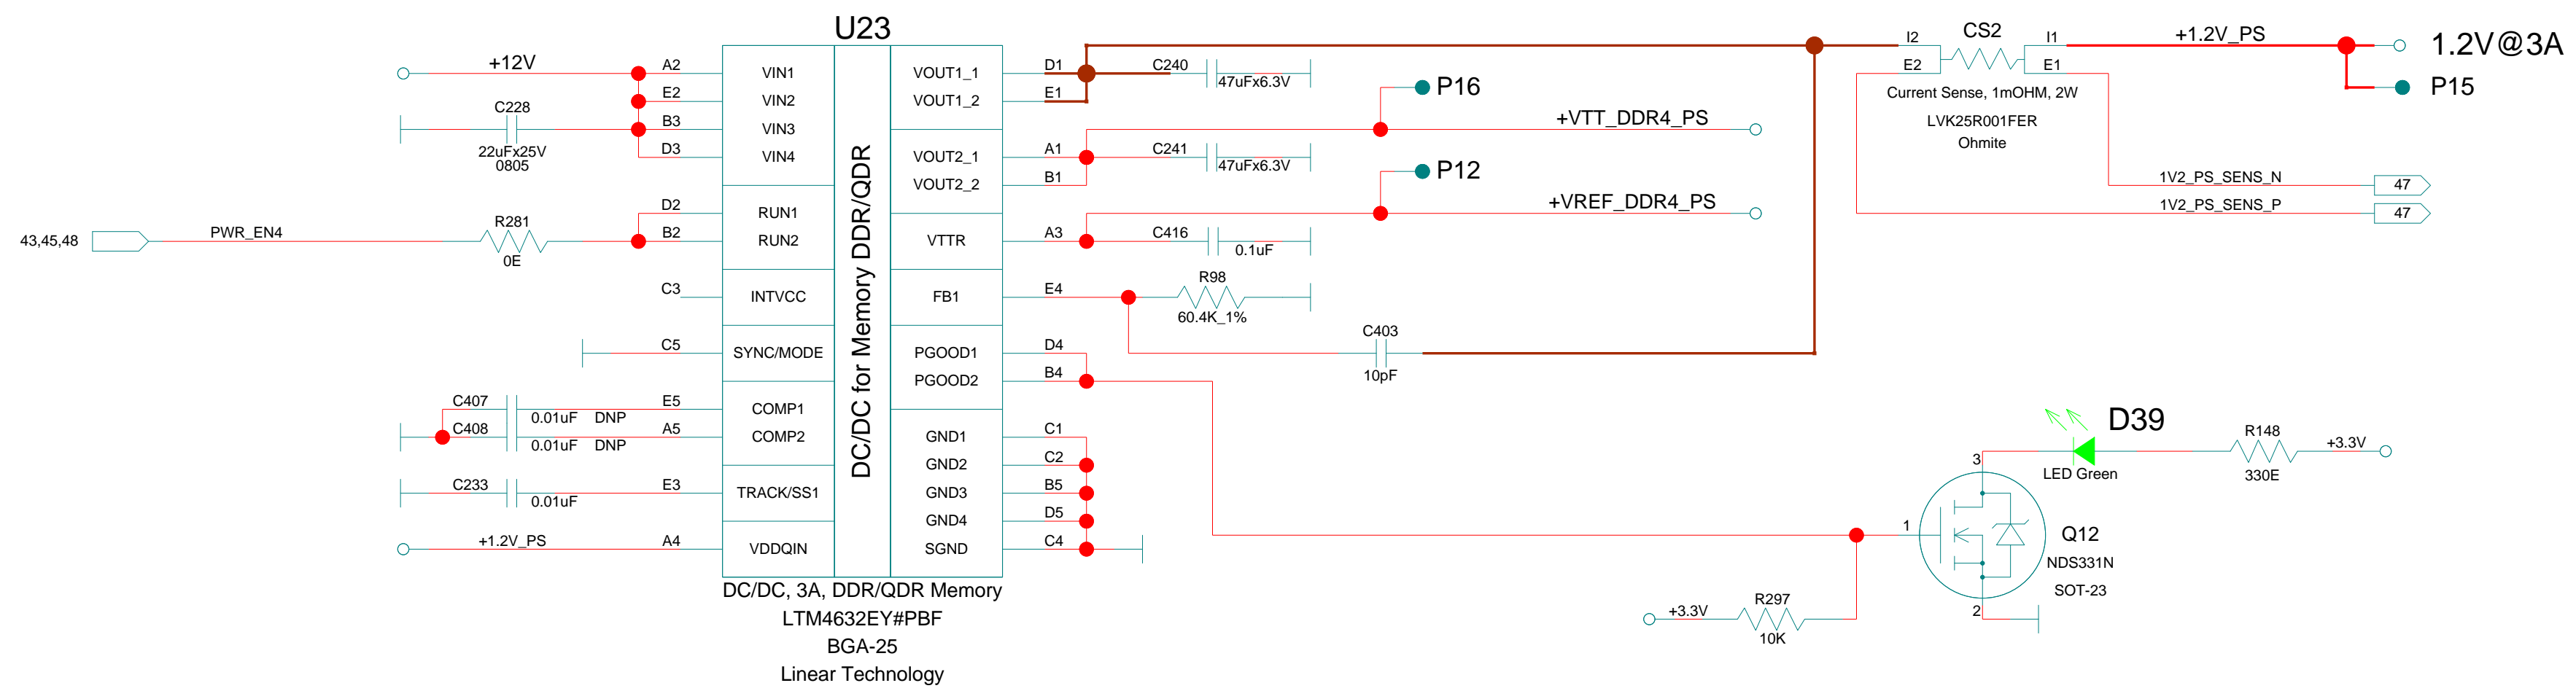 U23
+12V
A2
VIN1
E2
VIN2
C228
B3
VIN3
22uFx25V
0805
D3
VIN4
D2
RUN1
43,45,48
PWR_EN4
R281
0E
B2
RUN2
C3
INTVCC
C5
SYNC/MODE
C407
0.01uF DNP
E5
COMP1
C408
0.01uF DNP
A5
COMP2
C233
0.01uF
E3
TRACK/SS1
+1.2V_PS
A4
VDDQIN
DC/DC for Memory DDR/QDR
VOUT1_1
D1
C240
47uFx6.3V
VOUT1_2
E1
P16
+VTT_DDR4_PS
VOUT2_1
A1
C241
47uFx6.3V
VOUT2_2
B1
P12
+VREF_DDR4_PS
VTTR
A3
C416
0.1uF
FB1
E4
R98
60.4K_1%
PGOOD1
D4
C403
10pF
PGOOD2
B4
GND1
C1
GND2
C2
GND3
B5
GND4
D5
SGND
C4
DC/DC, 3A, DDR/QDR Memory
LTM4632EY#PBF
BGA-25
Linear Technology
I2
CS2
I1
+1.2V_PS
1.2V@3A
E2
E1
P15
Current Sense, 1mOHM, 2W
LVK25R001FER
Ohmite
1V2_PS_SENS_N
47
1V2_PS_SENS_P
47
D39
LED Green
R148
330E
+3.3V
3
1
Q12
NDS331N
SOT-23
2
+3.3V
R297
10K